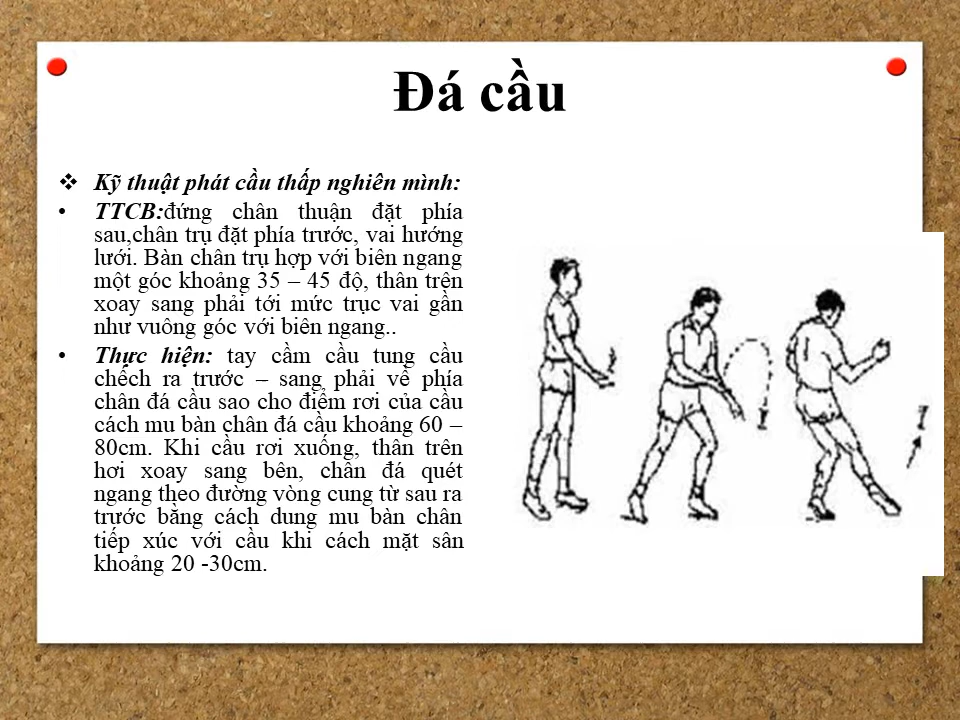 Đá cầu
❖ Kỹ thuật phát cầu thấp nghiên mình:
• TTCB:đứng chân thuận đặt phía
sau,chân trụ đặt phía trước, vai hướng
lưới. Bàn chân trụ hợp với biên ngang
một góc khoảng 35 – 45 độ, thân trên
xoay sang phải tới mức trục vai gần
như vuông góc với biên ngang..
• Thực hiện: tay cầm cầu tung cầu
chếch ra trước – sang phải về phía
chân đá cầu sao cho điểm rơi của cầu
cách mu bàn chân đá cầu khoảng 60 –
80cm. Khi cầu rơi xuống, thân trên
hơi xoay sang bên, chân đá quét
ngang theo đường vòng cung từ sau ra
trước bằng cách dung mu bàn chân
tiếp xúc với cầu khi cách mặt sân
khoảng 20 -30cm.